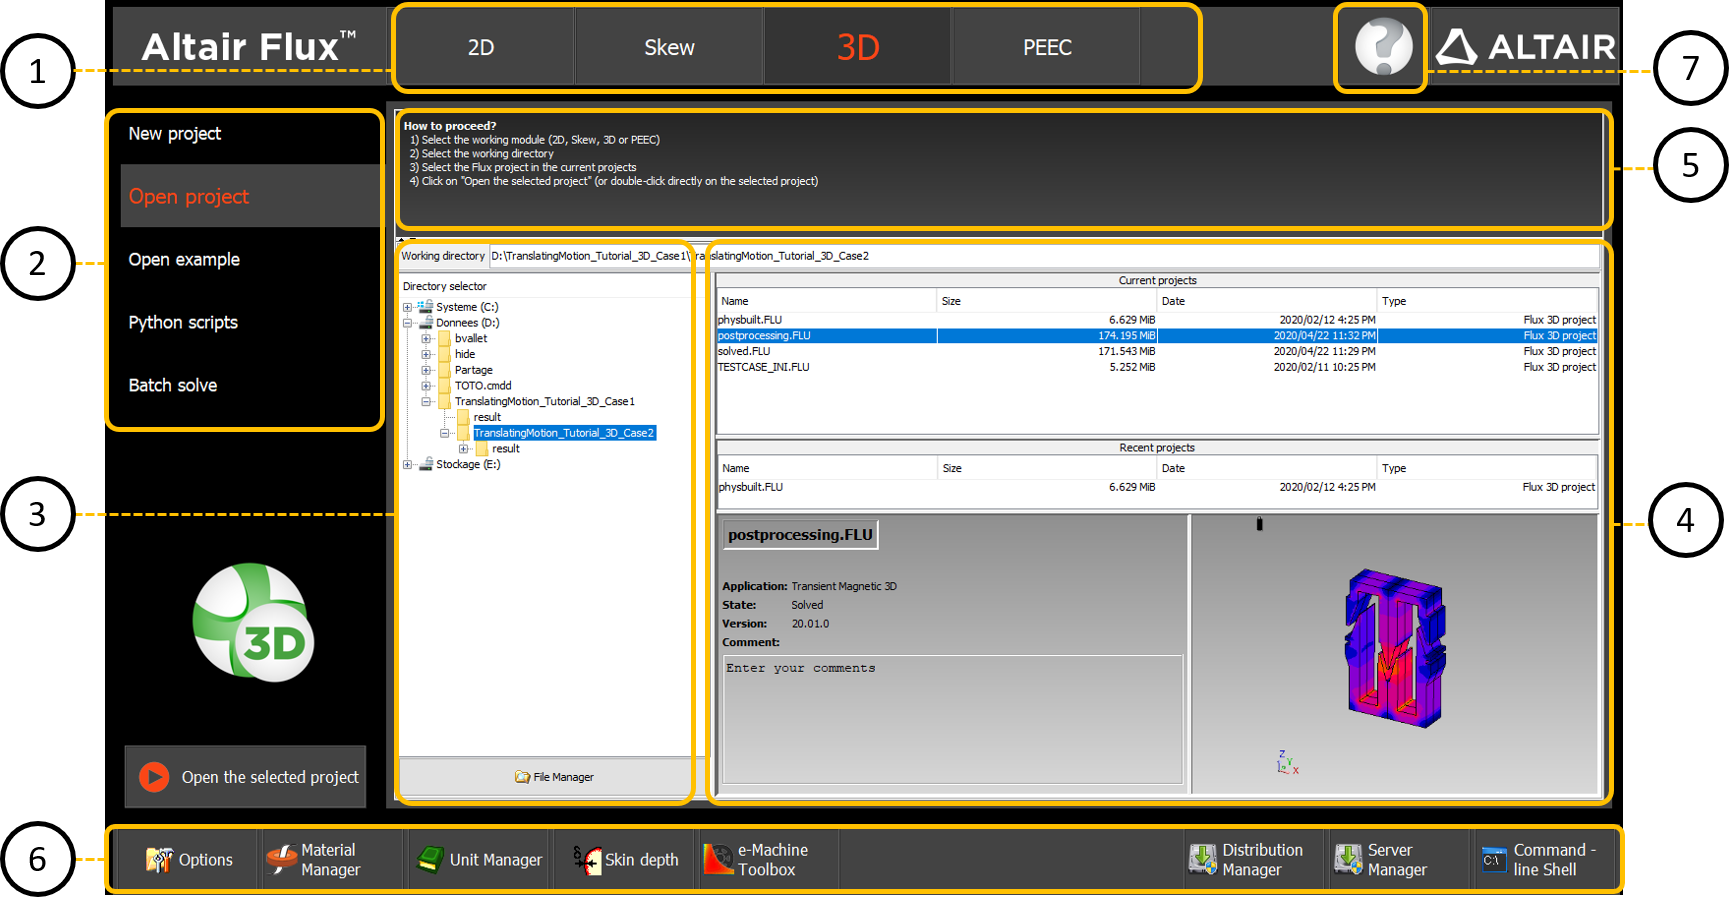 Altair Flux™
2D
Skew
3D
PEEC
ALTAIR
1
7
New project
Open project
Open example
Python scripts
Batch solve
2
How to proceed?
1) Select the working module (2D, Skew, 3D or PEEC)
2) Select the working directory
3) Select the Flux project in the current projects
4) Click on "Open the selected project" (or double-click directly on the selected project)
5
Working directory D:\TranslatingMotion_Tutorial_3D_Case1\TranslatingMotion_Tutorial_3D_Case2
Directory selector
Systeme (C:)
Donnees (D:)
bvallet
hide
Partage
TOTO.cmdd
TranslatingMotion_Tutorial_3D_Case1
result
TranslatingMotion_Tutorial_3D_Case2
result
Stockage (E:)
File Manager
3
Current projects
Name Size Date Type
physbuilt.FLU 6.629 MiB 2020/02/12 4:25 PM Flux 3D project
postprocessing.FLU 174.195 MiB 2020/04/22 11:32 PM Flux 3D project
solved.FLU 171.543 MiB 2020/04/22 11:29 PM Flux 3D project
TESTCASE_INI.FLU 5.252 MiB 2020/02/11 10:25 PM Flux 3D project
Recent projects
Name Size Date Type
physbuilt.FLU 6.629 MiB 2020/02/12 4:25 PM Flux 3D project
postprocessing.FLU
Application: Transient Magnetic 3D
State: Solved
Version: 20.01.0
Comment:
Enter your comments
Z
Y
X
4
3D
Open the selected project
6
Options
Material
Manager
Unit Manager
δ
Skin depth
e-Machine
Toolbox
Distribution
Manager
Server
Manager
C:\
Command -
line Shell